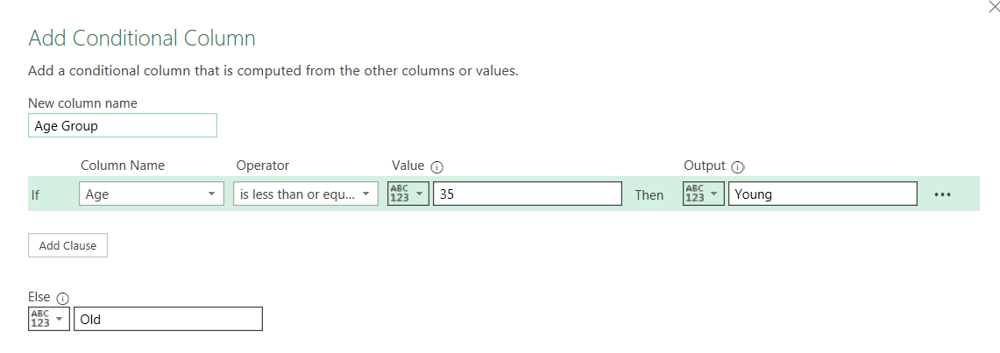 Add Conditional Column
Add a conditional column that is computed from the other columns or values.
New column name
Age Group
Column Name Operator Value Output
If Age is less than or equ... ABC 123 35 Then ABC 123 Young
Add Clause
Else
ABC 123 Old